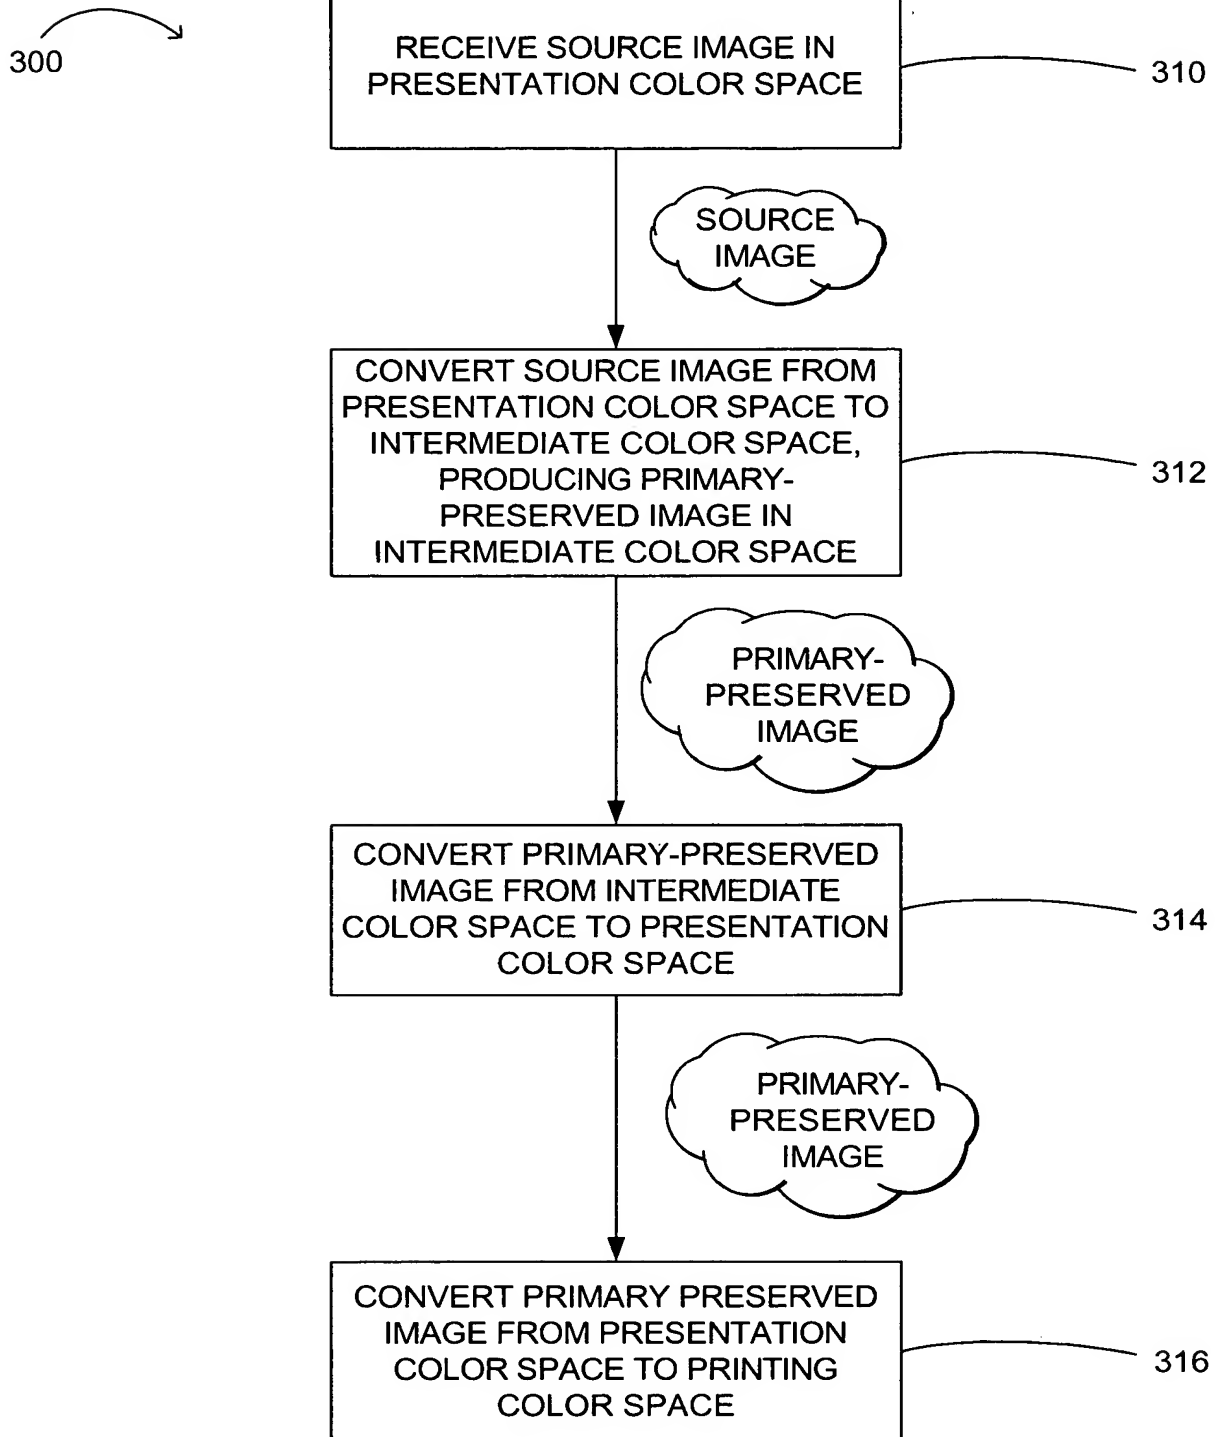 300
RECEIVE SOURCE IMAGE IN
PRESENTATION COLOR SPACE
310
SOURCE
IMAGE
CONVERT SOURCE IMAGE FROM
PRESENTATION COLOR SPACE TO
INTERMEDIATE COLOR SPACE,
PRODUCING PRIMARY-
PRESERVED IMAGE IN
INTERMEDIATE COLOR SPACE
312
PRIMARY-
PRESERVED
IMAGE
CONVERT PRIMARY-PRESERVED
IMAGE FROM INTERMEDIATE
COLOR SPACE TO PRESENTATION
COLOR SPACE
314
PRIMARY-
PRESERVED
IMAGE
CONVERT PRIMARY PRESERVED
IMAGE FROM PRESENTATION
COLOR SPACE TO PRINTING
COLOR SPACE
316